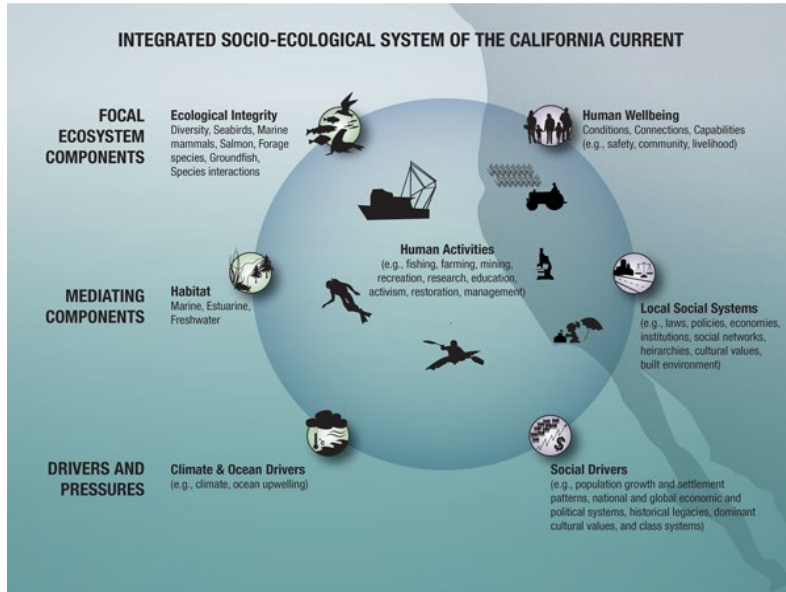 INTEGRATED SOCIO-ECOLOGICAL SYSTEM OF THE CALIFORNIA CURRENT
FOCAL
ECOSYSTEM
COMPONENTS
Ecological Integrity
Diversity, Seabirds, Marine
mammals, Salmon, Forage
species, Groundfish,
Species interactions
Human Wellbeing
Conditions, Connections, Capabilities
(e.g., safety, community, livelihood)
Human Activities
(e.g., fishing, farming, mining,
recreation, research, education,
activism, restoration, management)
MEDIATING
COMPONENTS
Habitat
Marine, Estuarine,
Freshwater
Local Social Systems
(e.g., laws, policies, economies,
institutions, social networks,
heirarchies, cultural values,
built environment)
DRIVERS AND
PRESSURES
Climate & Ocean Drivers
(e.g., climate, ocean upwelling)
Social Drivers
(e.g., population growth and settlement
patterns, national and global economic and
political systems, historical legacies, dominant
cultural values, and class systems)